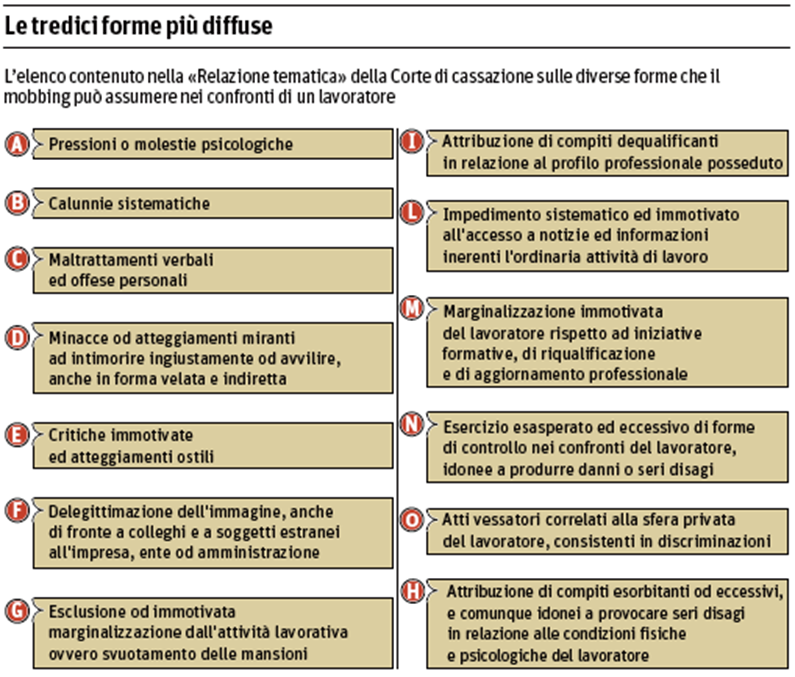 Le tredici forme più diffuse
L'elenco contenuto nella «Relazione tematica» della Corte di cassazione sulle diverse forme che il
mobbing può assumere nei confronti di un lavoratore
A
Pressioni o molestie psicologiche
B
Calunnie sistematiche
C
Maltrattamenti verbali
ed offese personali
D
Minacce od atteggiamenti miranti
ad intimorire ingiustamente od avvilire,
anche in forma velata e indiretta
E
Critiche immotivate
ed atteggiamenti ostili
F
Delegittimazione dell'immagine, anche
di fronte a colleghi e a soggetti estranei
all'impresa, ente od amministrazione
G
Esclusione od immotivata
marginalizzazione dall'attività lavorativa
ovvero svuotamento delle mansioni
I
Attribuzione di compiti dequalificanti
in relazione al profilo professionale posseduto
L
Impedimento sistematico ed immotivato
all'accesso a notizie ed informazioni
inerenti l'ordinaria attività di lavoro
M
Marginalizzazione immotivata
del lavoratore rispetto ad iniziative
formative, di riqualificazione
e di aggiornamento professionale
N
Esercizio esasperato ed eccessivo di forme
di controllo nei confronti del lavoratore,
idonee a produrre danni o seri disagi
O
Atti vessatori correlati alla sfera privata
del lavoratore, consistenti in discriminazioni
H
Attribuzione di compiti esorbitanti od eccessivi,
e comunque idonei a provocare seri disagi
in relazione alle condizioni fisiche
e psicologiche del lavoratore